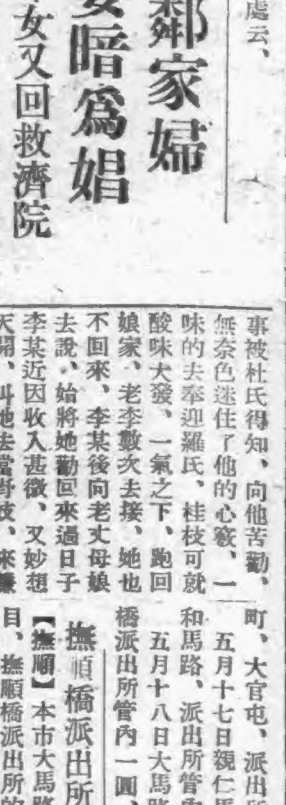 處云、
鄰家婦
暗爲娼
女又回救濟院
事被杜氏得知、向他苦勸、
無奈色迷住了他的心竅、一
味的去奉迎羅氏、桂枝可就
酸味大發、一氣之下、跑回
娘家、老李數次去接、她也
不回來、李某後向老丈母娘
去說、始將她勸回來過日子
李某近因收入甚微、又妙想
天開、叫她去當
町、大官屯、派出所
五月十七日親仁
和馬路、派出所管
五月十八日大馬路
橋派出所管內一圓、
撫順橋派出所
【撫順】本市大馬路
目、撫順橋派出所的